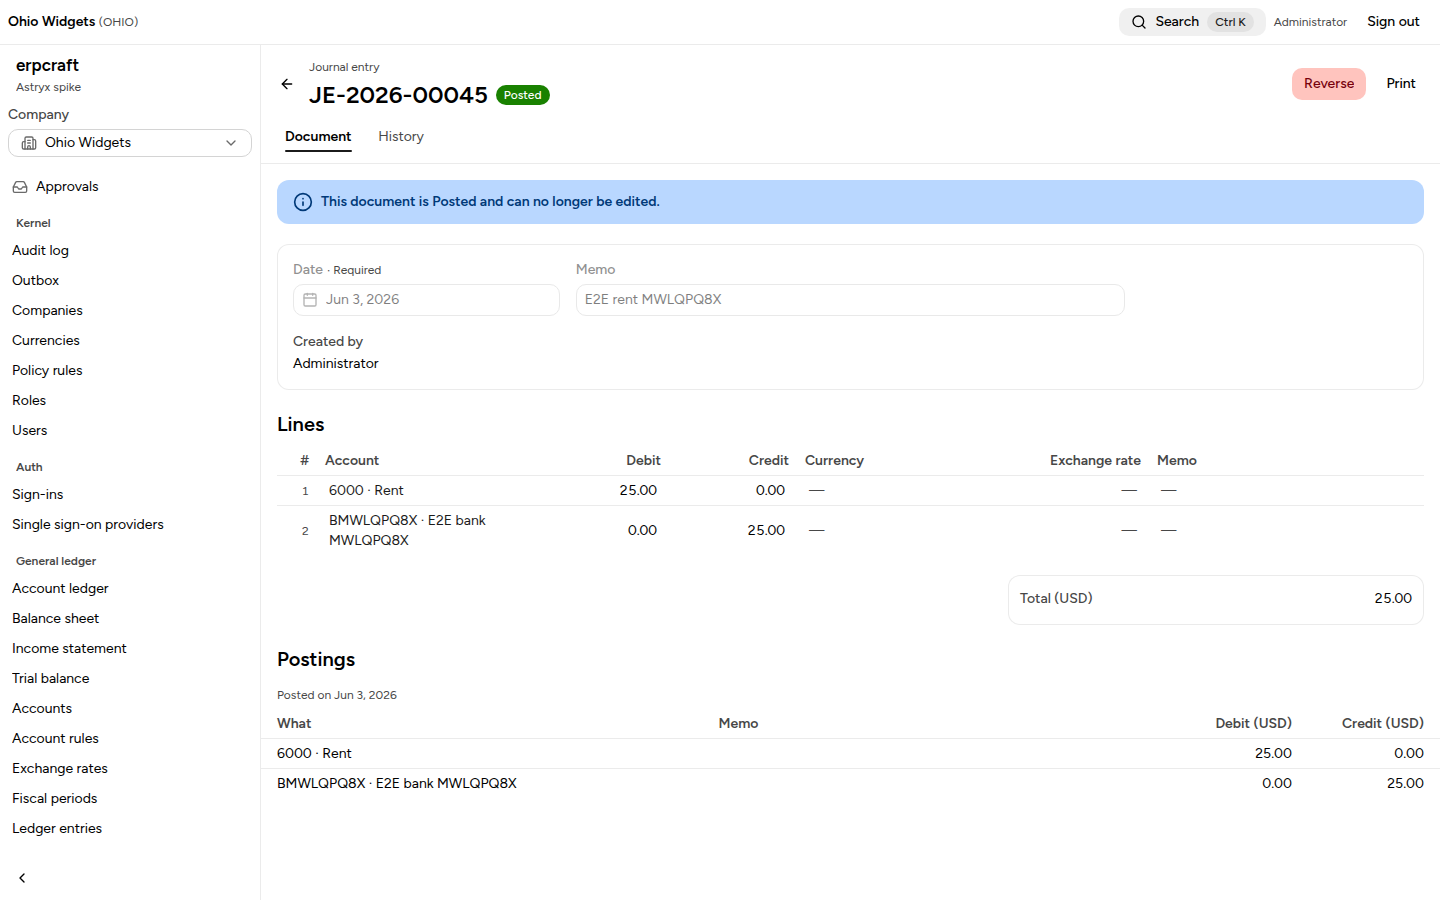 Ohio Widgets (OHIO)
Search Ctrl K
Administrator
Sign out
erpcraft
Astryx spike
Company
Ohio Widgets
Approvals
Kernel
Audit log
Outbox
Companies
Currencies
Policy rules
Roles
Users
Auth
Sign-ins
Single sign-on providers
General ledger
Account ledger
Balance sheet
Income statement
Trial balance
Accounts
Account rules
Exchange rates
Fiscal periods
Ledger entries
Journal entry
JE-2026-00045 Posted
Reverse
Print
Document History
This document is Posted and can no longer be edited.
Date · Required Memo
Jun 3, 2026 E2E rent MWLQPQ8X
Created by
Administrator
Lines
# Account Debit Credit Currency Exchange rate Memo
1 6000 · Rent 25.00 0.00 — — —
2 BMWLQPQ8X · E2E bank MWLQPQ8X 0.00 25.00 — — —
Total (USD) 25.00
Postings
Posted on Jun 3, 2026
What Memo Debit (USD) Credit (USD)
6000 · Rent 25.00 0.00
BMWLQPQ8X · E2E bank MWLQPQ8X 0.00 25.00